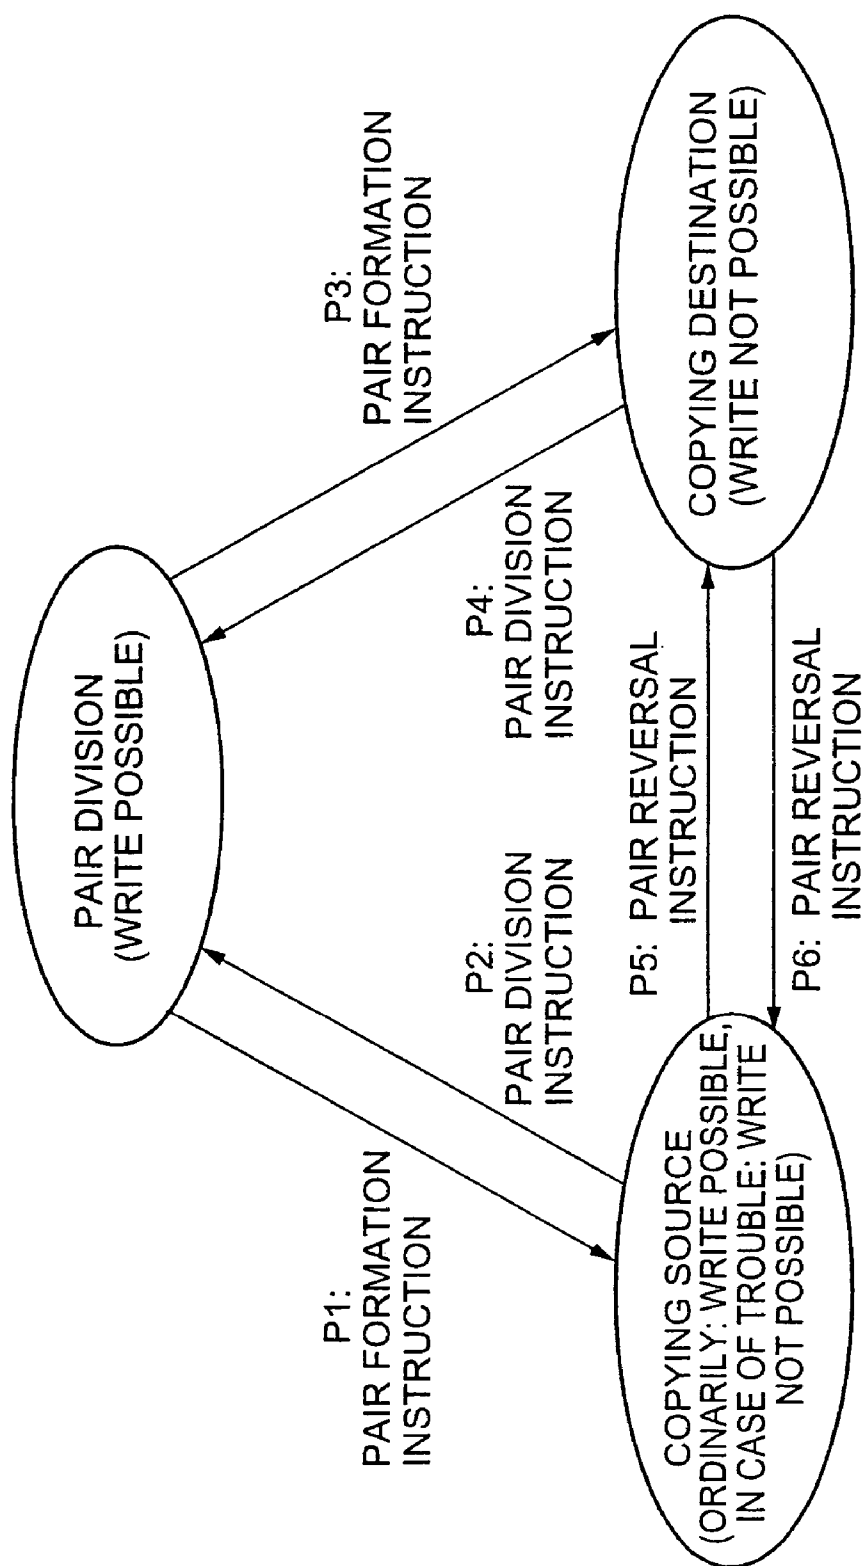 PAIR DIVISION
(WRITE POSSIBLE)
P1:
PAIR FORMATION
INSTRUCTION
P3:
PAIR FORMATION
INSTRUCTION
P2:
PAIR DIVISION
INSTRUCTION
P4:
PAIR DIVISION
INSTRUCTION
COPYING SOURCE
(ORDINARILY: WRITE POSSIBLE,
IN CASE OF TROUBLE: WRITE
NOT POSSIBLE)
P5: PAIR REVERSAL
INSTRUCTION
P6: PAIR REVERSAL
INSTRUCTION
COPYING DESTINATION
(WRITE NOT POSSIBLE)